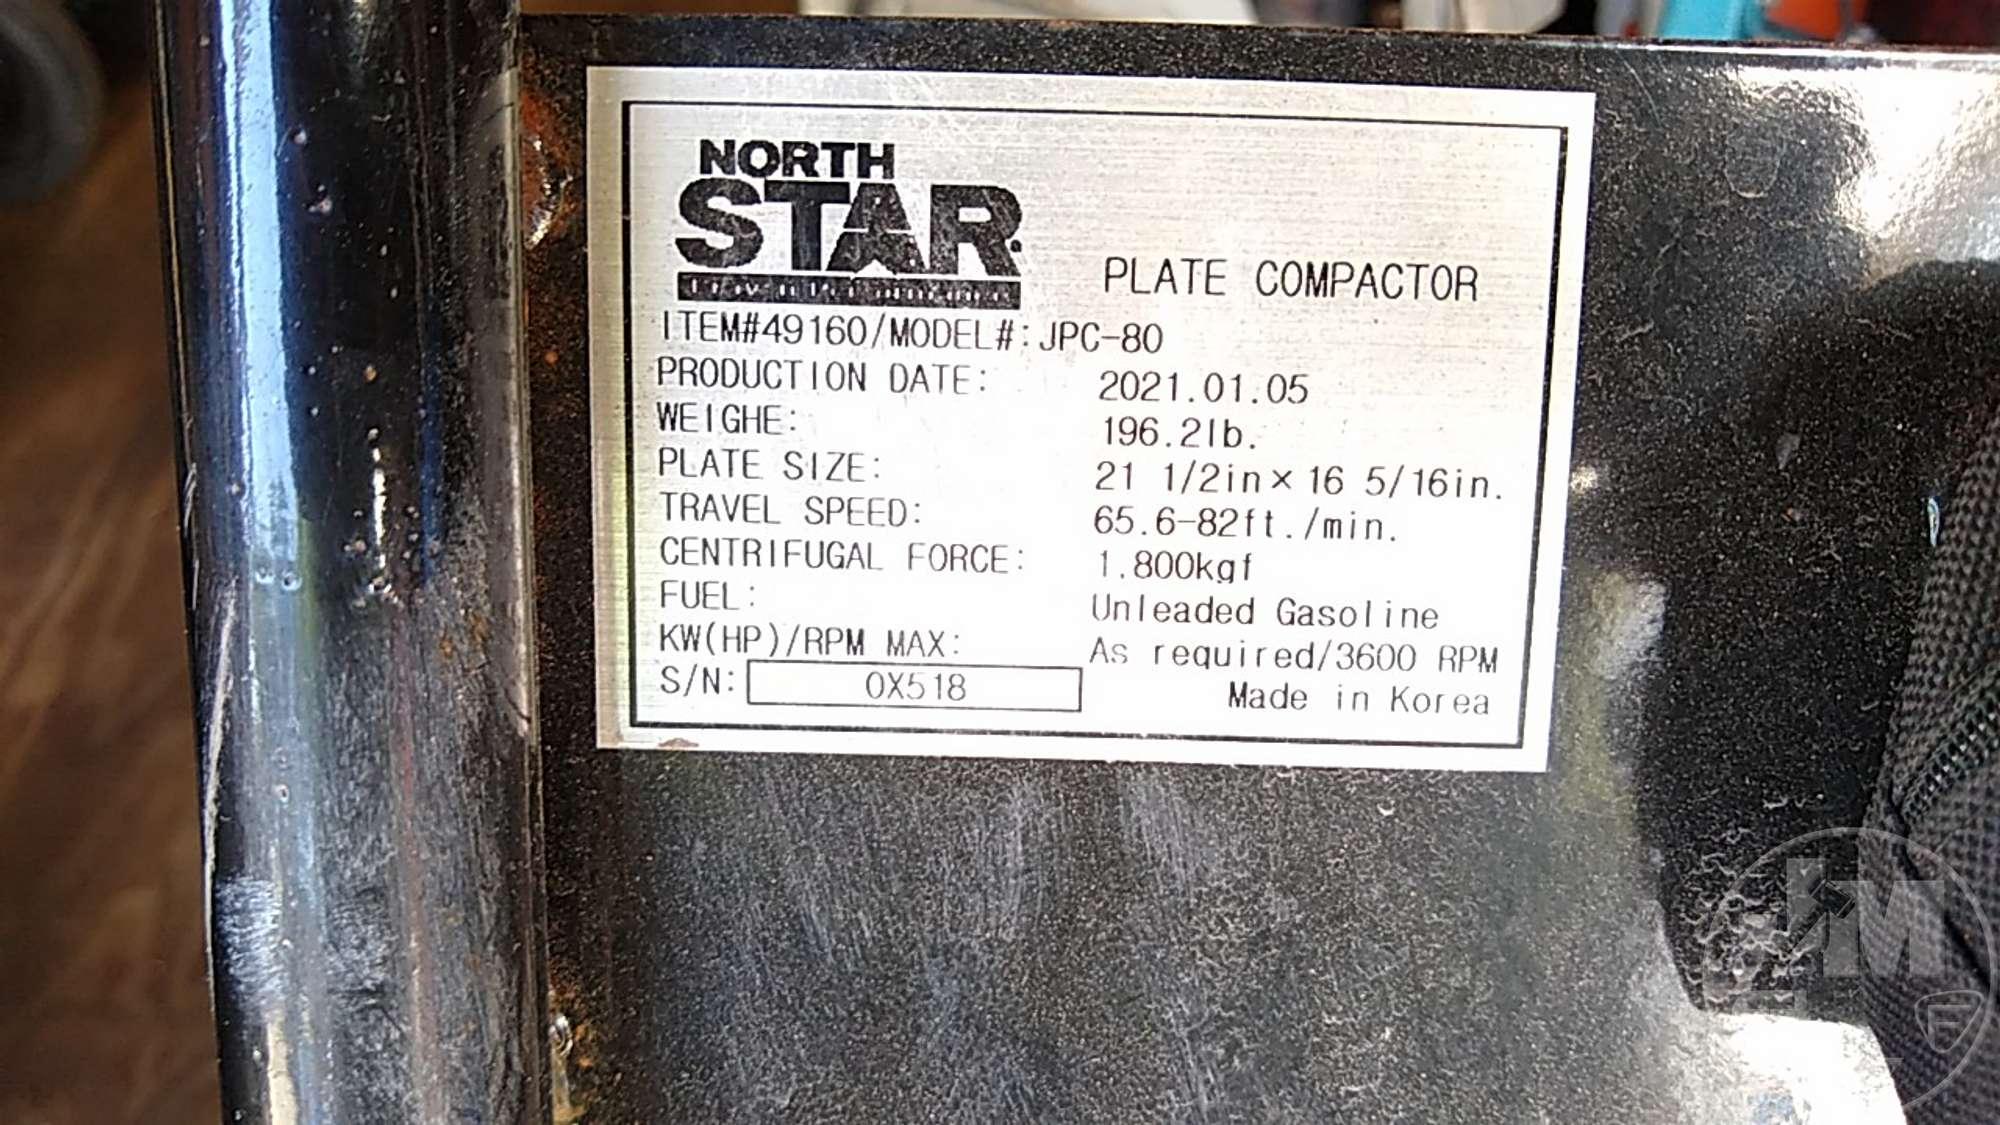 NORTH
STAR
PLATE COMPACTOR
ITEM#49160/MODEL#: JPC-80
PRODUCTION DATE: 2021.01.05
WEIGHE: 196.2lb.
PLATE SIZE: 21 1/2in×16 5/16in.
TRAVEL SPEED: 65.6-82ft./min.
CENTRIFUGAL FORCE: 1.800kgf
FUEL: Unleaded Gasoline
KW(HP)/RPM MAX: As required/3600 RPM
S/N: 0X518
Made in Korea